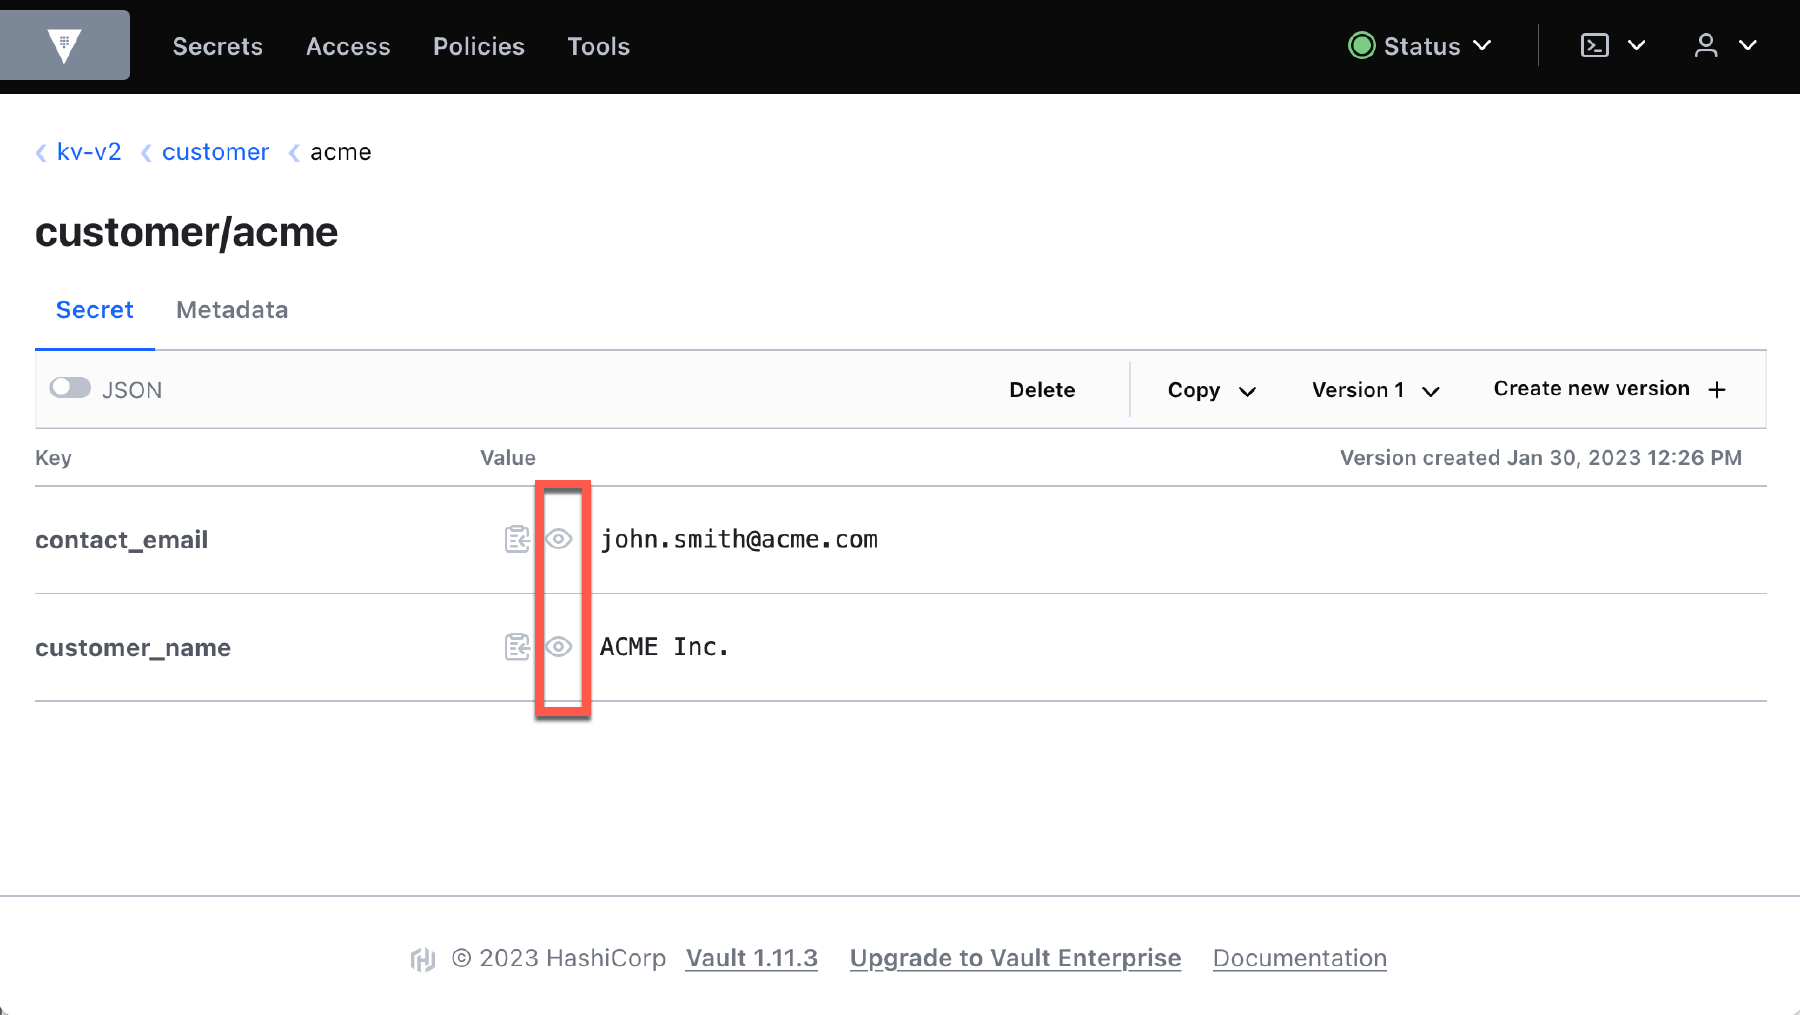 Secrets Access Policies Tools Status
kv-v2 customer acme
customer/acme
Secret Metadata
JSON Delete Copy Version 1 Create new version
Key Value Version created Jan 30, 2023 12:26 PM
contact_email john.smith@acme.com
customer_name ACME Inc.
© 2023 HashiCorp Vault 1.11.3 Upgrade to Vault Enterprise Documentation